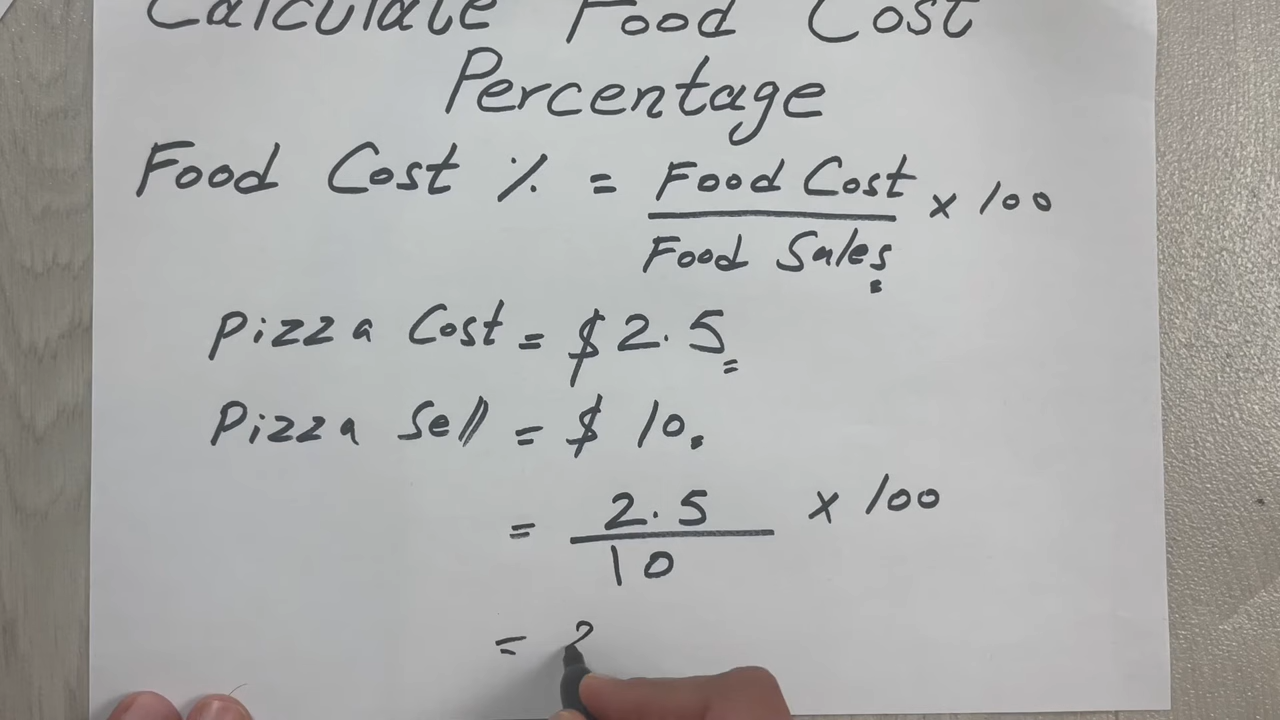 Calculate Food Cost
Percentage
Food Cost % = Food Cost / Food Sales × 100
Pizza Cost = $ 2.5
Pizza Sell = $ 10.
= 2.5 / 10 × 100
= 2